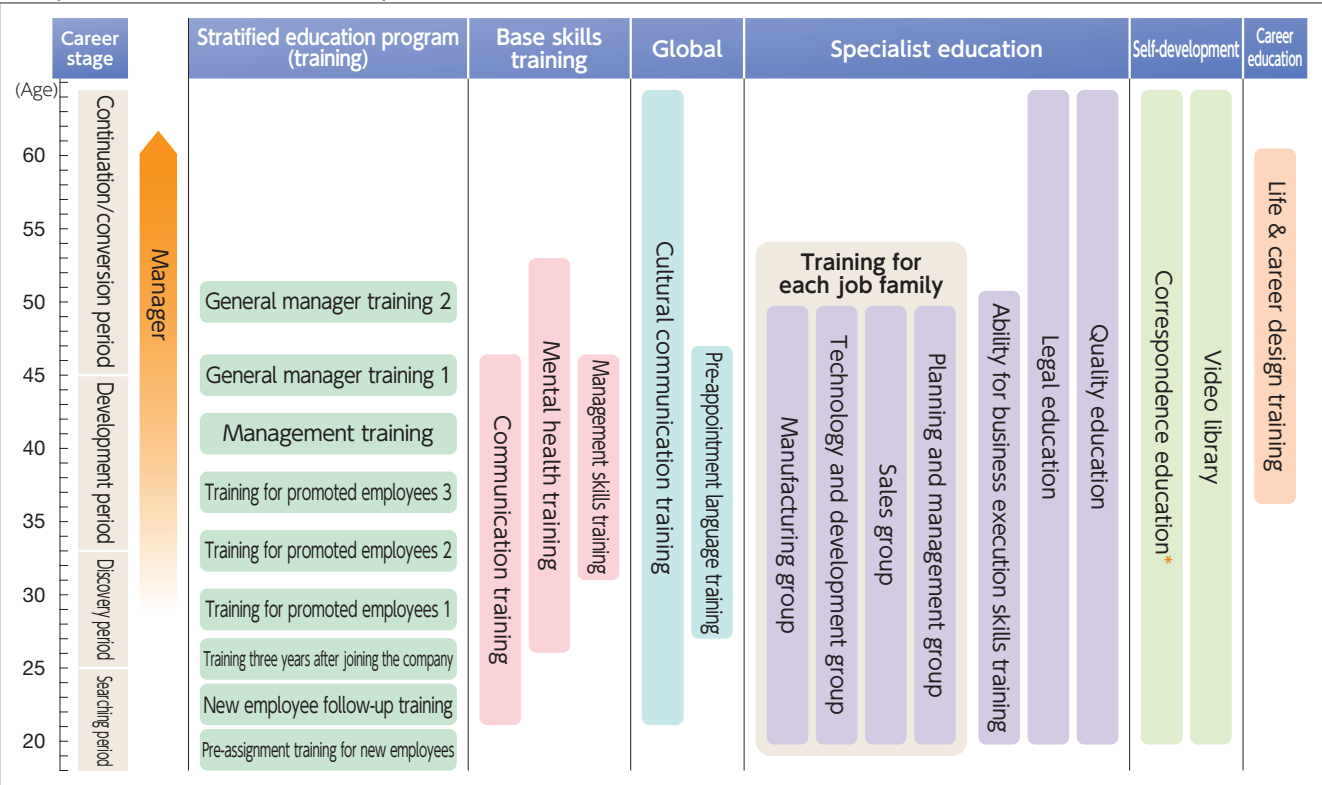 Career
stage
Stratified education program
(training)
Base skills
training
Global
Specialist education
Self-development
Career
education
(Age)
60
55
50
45
40
35
30
25
20
Continuation/conversion period
Development period
Discovery period
Searching period
Manager
General manager training 2
General manager training 1
Management training
Training for promoted employees 3
Training for promoted employees 2
Training for promoted employees 1
Training three years after joining the company
New employee follow-up training
Pre-assignment training for new employees
Communication training
Mental health training
Management skills training
Cultural communication training
Pre-appointment language training
Training for
each job family
Manufacturing group
Technology and development group
Sales group
Planning and management group
Ability for business execution skills training
Legal education
Quality education
Correspondence education*
Video library
Life & career design training